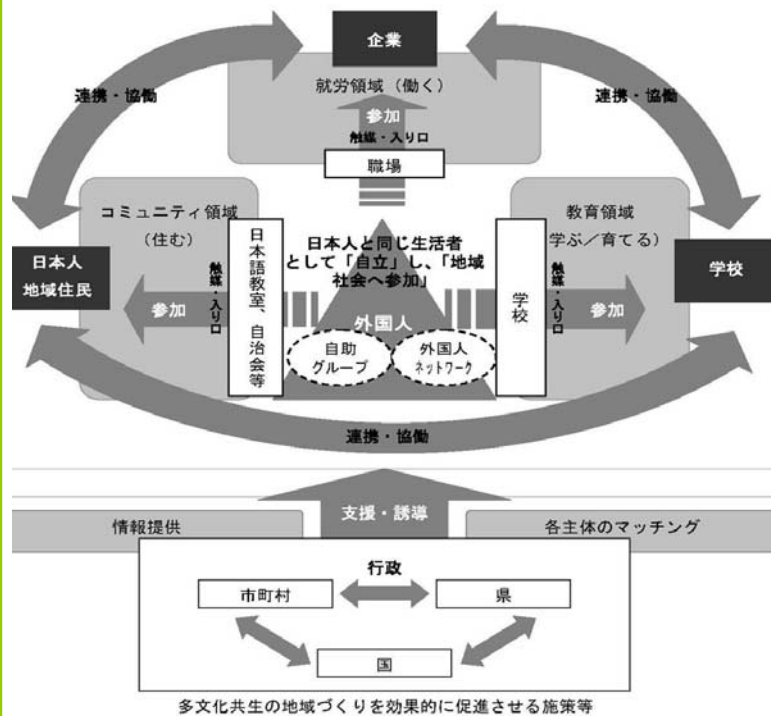 企業
就労領域（働く）
連携・協働
参加
連携・協働
触媒・入り口
職場
コミュニティ領域
（住む）
教育領域
学ぶ／育てる）
日本人
地域住民
触媒・入り口
参加
日本語教室、自治会等
日本人と同じ生活者
として「自立」し、「地域
社会へ参加」
外国人
自助
グループ
外国人
ネットワーク
学校
触媒・入り口
参加
学校
連携・協働
支援・誘導
情報提供
各主体のマッチング
行政
市町村
県
国
多文化共生の地域づくりを効果的に促進させる施策等